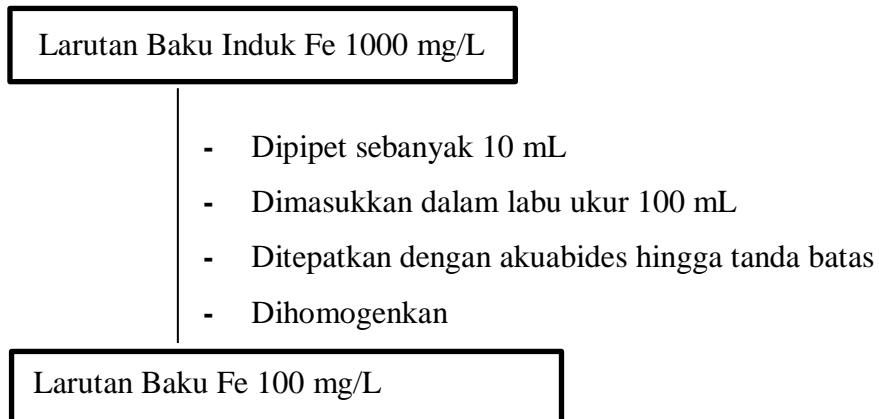 Larutan Baku Induk Fe 1000 mg/L
- Dipipet sebanyak 10 mL
- Dimasukkan dalam labu ukur 100 mL
- Ditepatkan dengan akuabides hingga tanda batas
- Dihomogenkan
Larutan Baku Fe 100 mg/L